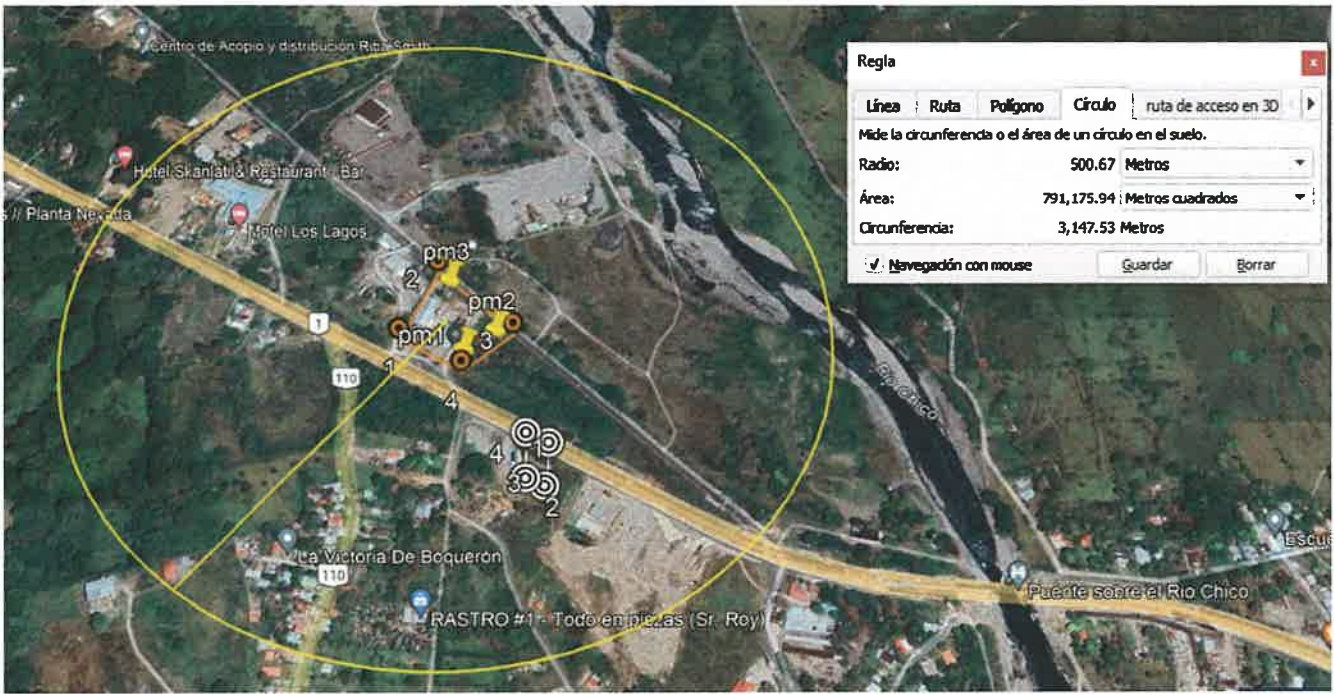 Centro de Acopio y distribución Riba Smith
Hotel Skanlati & Restaurant - Bar
s // Planta Nevada
Motel Los Lagos
pm3
2
pm2
1
pm1
3
1
110
4
1
4
3
2
Río Chico
La Victoria De Boquerón
110
RASTRO #1 - Todo en piezas (Sr. Roy)
Puente sobre el Rio Chico
Escue
Regla
x
Línea Ruta Polígono Círculo ruta de acceso en 3D
Mide la circunferencia o el área de un círculo en el suelo.
Radio: 500.67 Metros
Área: 791,175.94 Metros cuadrados
Circunferencia: 3,147.53 Metros
Navegación con mouse Guardar Borrar